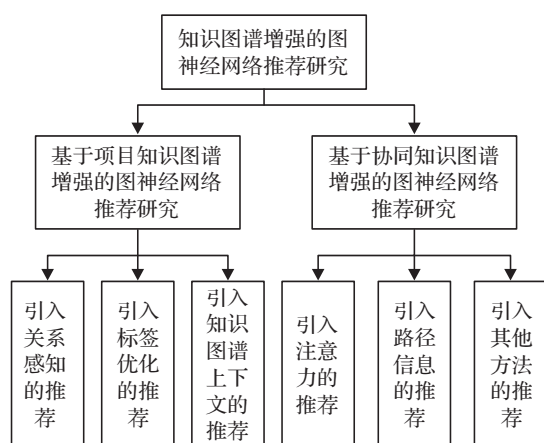 知识图谱增强的图
神经网络推荐研究
基于项目知识图谱
增强的图神经网络
推荐研究
基于协同知识图谱
增强的图神经网络
推荐研究
引入
关系
感知
的推
荐
引入
标签
优化
的推
荐
引入
知识
图谱
上下
文的
推荐
引入
注意
力的
推荐
引入
路径
信息
的推
荐
引入
其他
方法
的推
荐